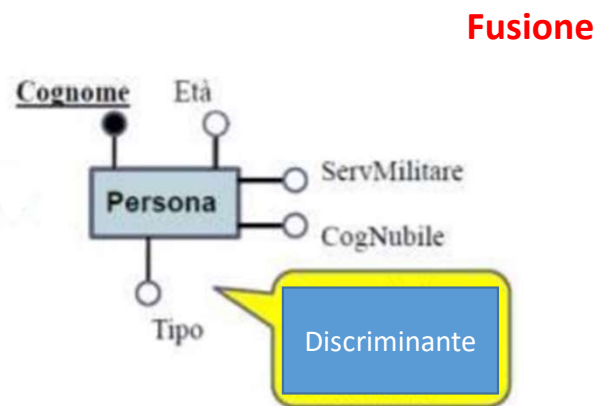 Fusione
Cognome
Età
ServMilitare
Persona
CogNubile
Tipo
Discriminante